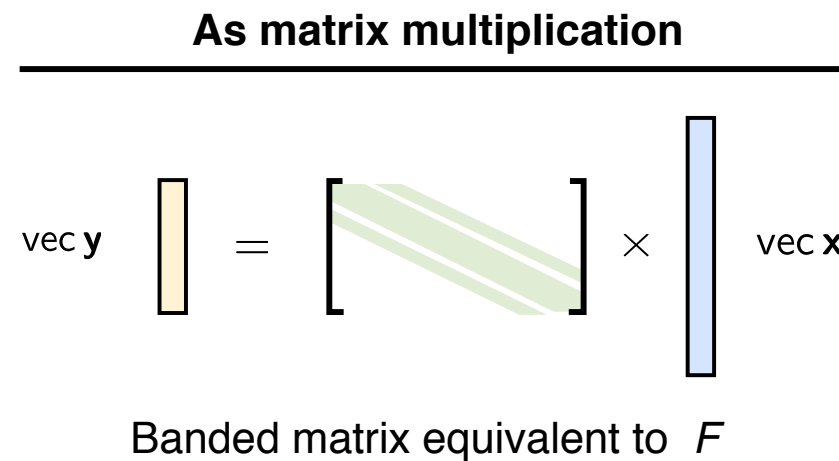 As matrix multiplication
vec y = × vec x
Banded matrix equivalent to F